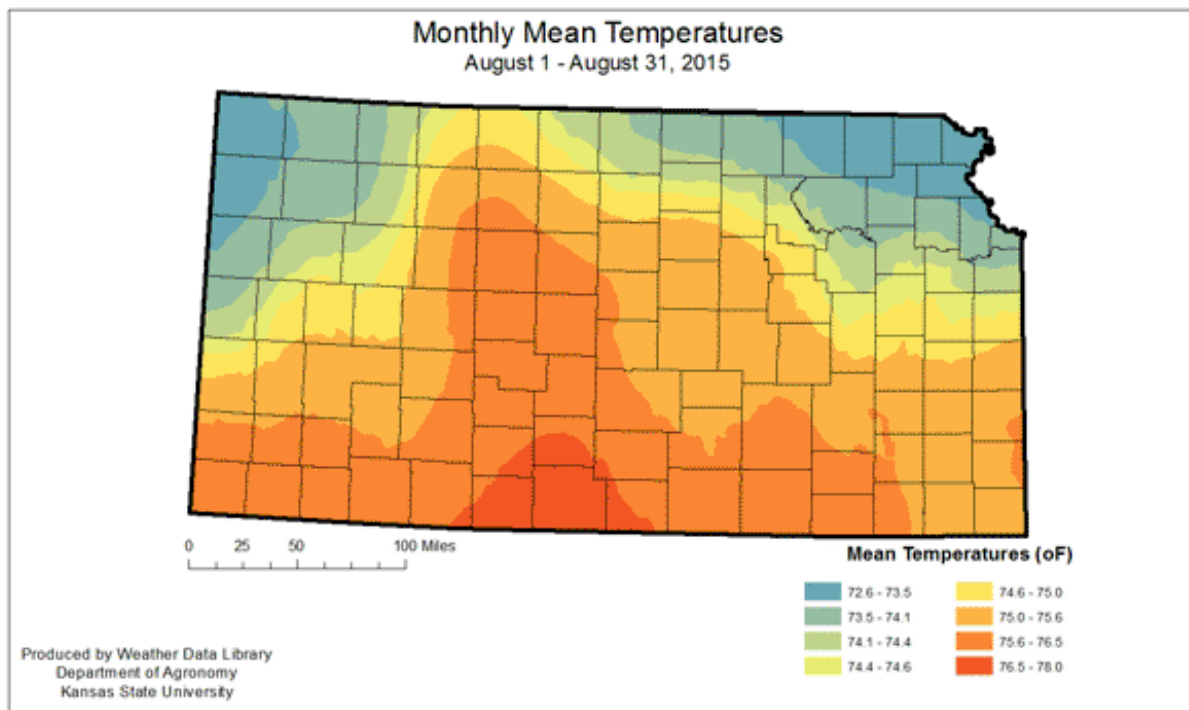 Monthly Mean Temperatures
August 1 - August 31, 2015
0 25 50 100 Miles
Mean Temperatures (oF)
72.6 - 73.5 74.6 - 75.0
73.5 - 74.1 75.0 - 75.6
74.1 - 74.4 75.6 - 76.5
74.4 - 74.6 76.5 - 78.0
Produced by Weather Data Library
Department of Agronomy
Kansas State University